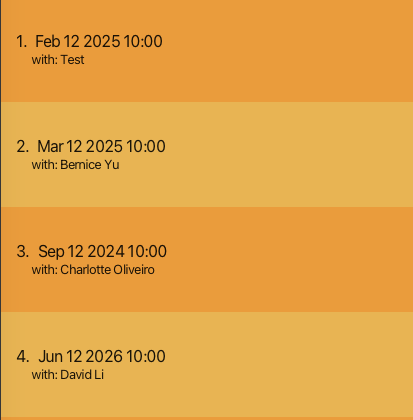 1. Feb 12 2025 10:00
with: Test
2. Mar 12 2025 10:00
with: Bernice Yu
3. Sep 12 2024 10:00
with: Charlotte Oliveiro
4. Jun 12 2026 10:00
with: David Li